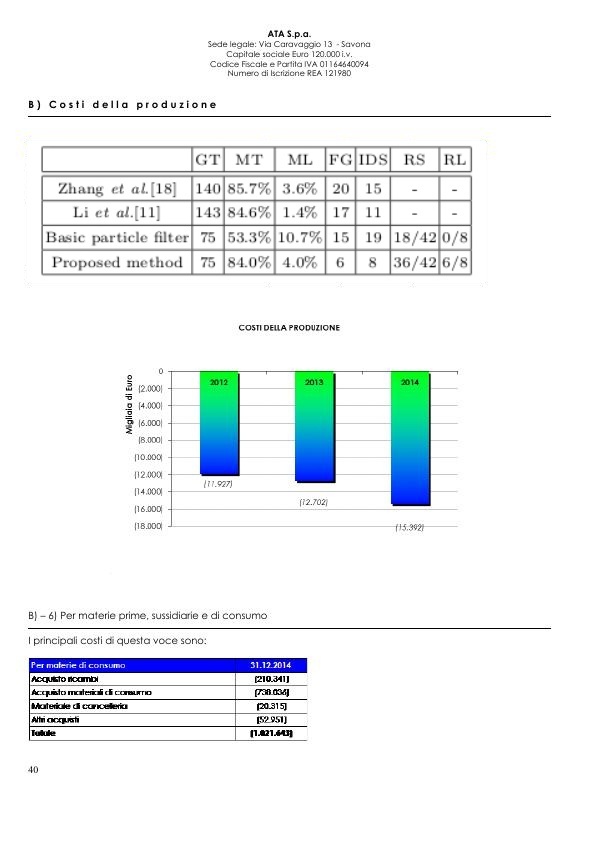 ATA S.p.a.
Sede legale: Via Caravaggio 13 - Savona
Capitale sociale Euro 120.000 i.v.
Codice Fiscale e Partita IVA 01164640094
Numero di Iscrizione REA 121980
B) Costi della produzione
GT MT ML FG IDS RS RL
Zhang et al.[18] 140 85.7% 3.6% 20 15 - -
Li et al.[11] 143 84.6% 1.4% 17 11 - -
Basic particle filter 75 53.3% 10.7% 15 19 18/42 0/8
Proposed method 75 84.0% 4.0% 6 8 36/42 6/8
COSTI DELLA PRODUZIONE
Migliaia di Euro
0
(2.000)
(4.000)
(6.000)
(8.000)
(10.000)
(12.000)
(14.000)
(16.000)
(18.000)
2012 2013 2014
(11.927)
(12.702)
(15.392)
B) – 6) Per materie prime, sussidiarie e di consumo
I principali costi di questa voce sono:
Per materie di consumo 31.12.2014
Acquisto ricambi (210.341)
Acquisto materiali di consumo (738.036)
Materiale di cancelleria (20.315)
Altri acquisti (52.951)
Totale (1.021.643)
40